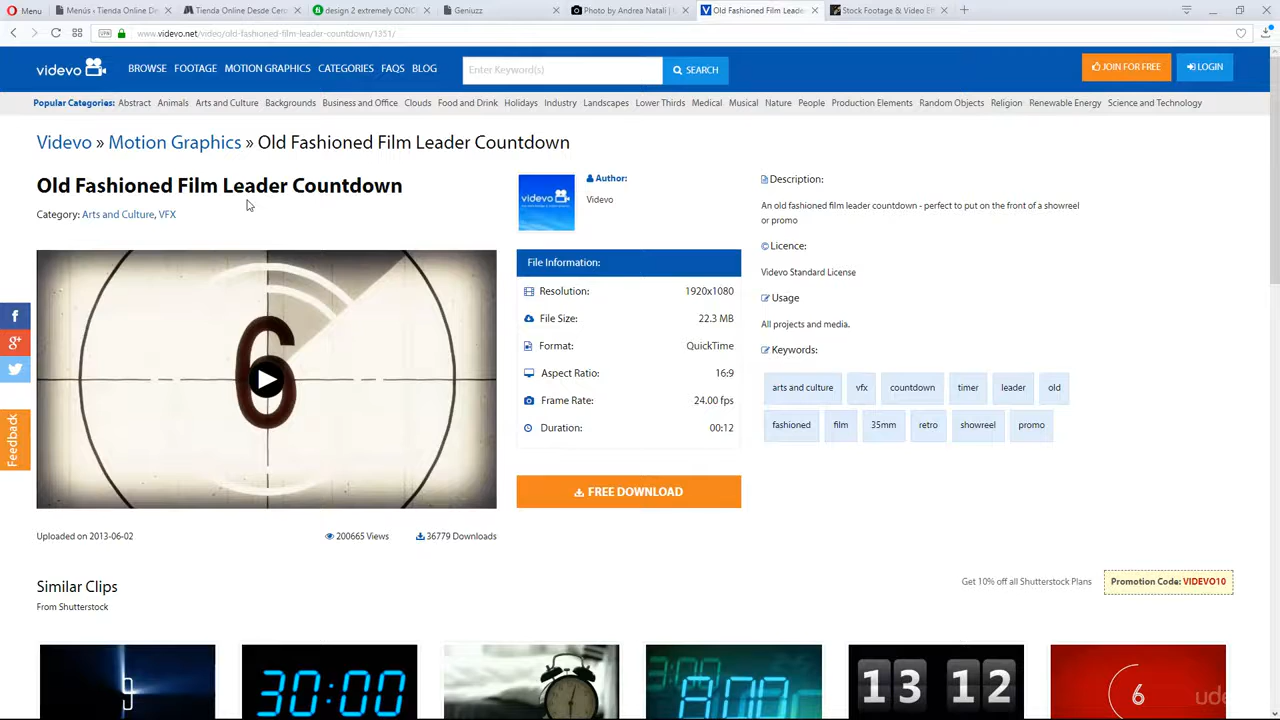 Menu
Menús ‹ Tienda Online De
Tienda Online Desde Cero
design 2 extremely CONC
Geniuzz
Photo by Andrea Natali |
Old Fashioned Film Leade
Stock Footage & Video Ef
VPN
www.videvo.net/video/old-fashioned-film-leader-countdown/1351/
videvo
BROWSE FOOTAGE MOTION GRAPHICS CATEGORIES FAQS BLOG
Enter Keyword(s)
SEARCH
JOIN FOR FREE
LOGIN
Popular Categories: Abstract Animals Arts and Culture Backgrounds Business and Office Clouds Food and Drink Holidays Industry Landscapes Lower Thirds Medical Musical Nature People Production Elements Random Objects Religion Renewable Energy Science and Technology
Videvo » Motion Graphics » Old Fashioned Film Leader Countdown
Old Fashioned Film Leader Countdown
Category: Arts and Culture, VFX
6
Uploaded on 2013-06-02
200665 Views
36779 Downloads
videvo
Author:
Videvo
File Information:
Resolution: 1920x1080
File Size: 22.3 MB
Format: QuickTime
Aspect Ratio: 16:9
Frame Rate: 24.00 fps
Duration: 00:12
FREE DOWNLOAD
Description:
An old fashioned film leader countdown - perfect to put on the front of a showreel
or promo
Licence:
Videvo Standard License
Usage
All projects and media.
Keywords:
arts and culture vfx countdown timer leader old
fashioned film 35mm retro showreel promo
f
g+
Feedback
Similar Clips
From Shutterstock
Get 10% off all Shutterstock Plans
Promotion Code: VIDEVO10
9
30:00
8:00
13 12
6